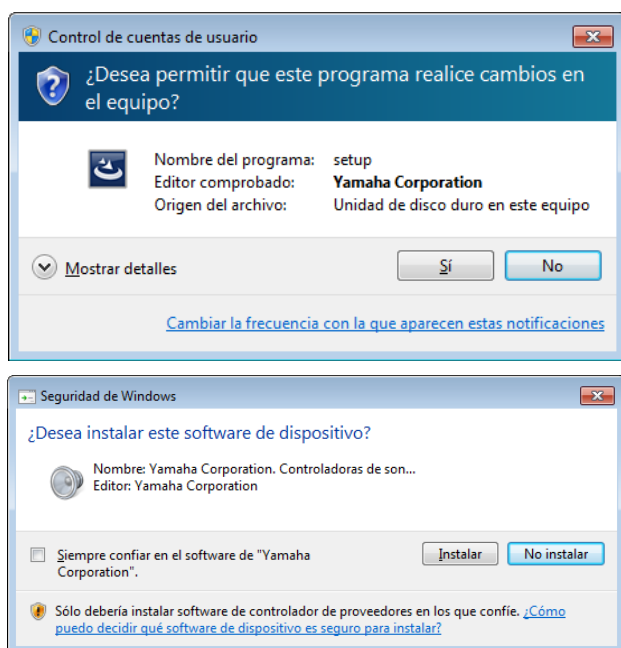 Control de cuentas de usuario
¿Desea permitir que este programa realice cambios en
el equipo?
Nombre del programa: setup
Editor comprobado: Yamaha Corporation
Origen del archivo: Unidad de disco duro en este equipo
Mostrar detalles
Sí
No
Cambiar la frecuencia con la que aparecen estas notificaciones
Seguridad de Windows
¿Desea instalar este software de dispositivo?
Nombre: Yamaha Corporation. Controladoras de son...
Editor: Yamaha Corporation
Siempre confiar en el software de "Yamaha
Corporation".
Instalar
No instalar
Sólo debería instalar software de controlador de proveedores en los que confíe. ¿Cómo
puedo decidir qué software de dispositivo es seguro para instalar?